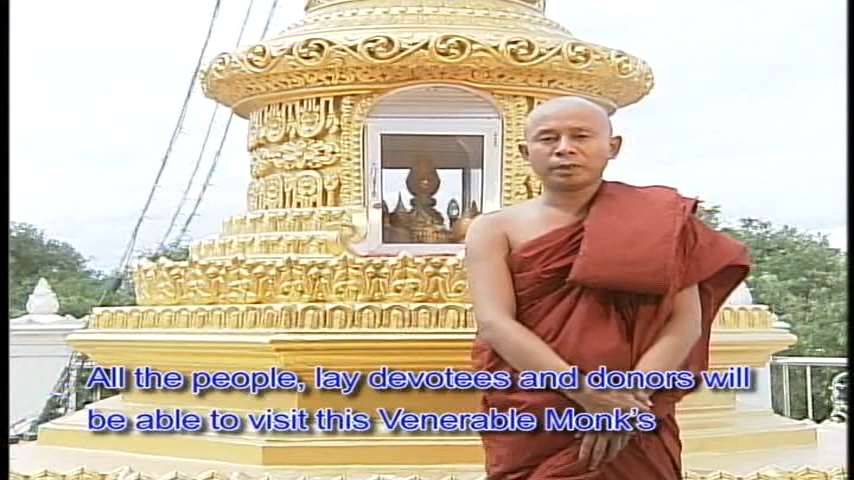 All the people, lay devotees and donors will
be able to visit this Venerable Monk's